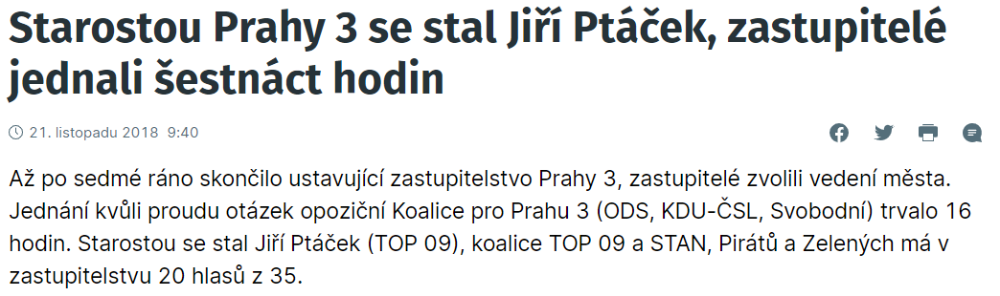 Starostou Prahy 3 se stal Jiří Ptáček, zastupitelé
jednali šestnáct hodin
21. listopadu 2018 9:40
Až po sedmé ráno skončilo ustavující zastupitelstvo Prahy 3, zastupitelé zvolili vedení města.
Jednání kvůli proudu otázek opoziční Koalice pro Prahu 3 (ODS, KDU-ČSL, Svobodní) trvalo 16
hodin. Starostou se stal Jiří Ptáček (TOP 09), koalice TOP 09 a STAN, Pirátů a Zelených má v
zastupitelstvu 20 hlasů z 35.